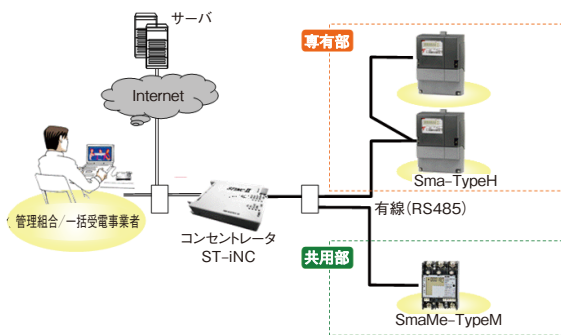 サーバ
専有部
Internet
Sma-TypeH
管理組合/一括受電事業者
有線(RS485)
コンセントレータ
ST-iNC
共用部
SmaMe-TypeM